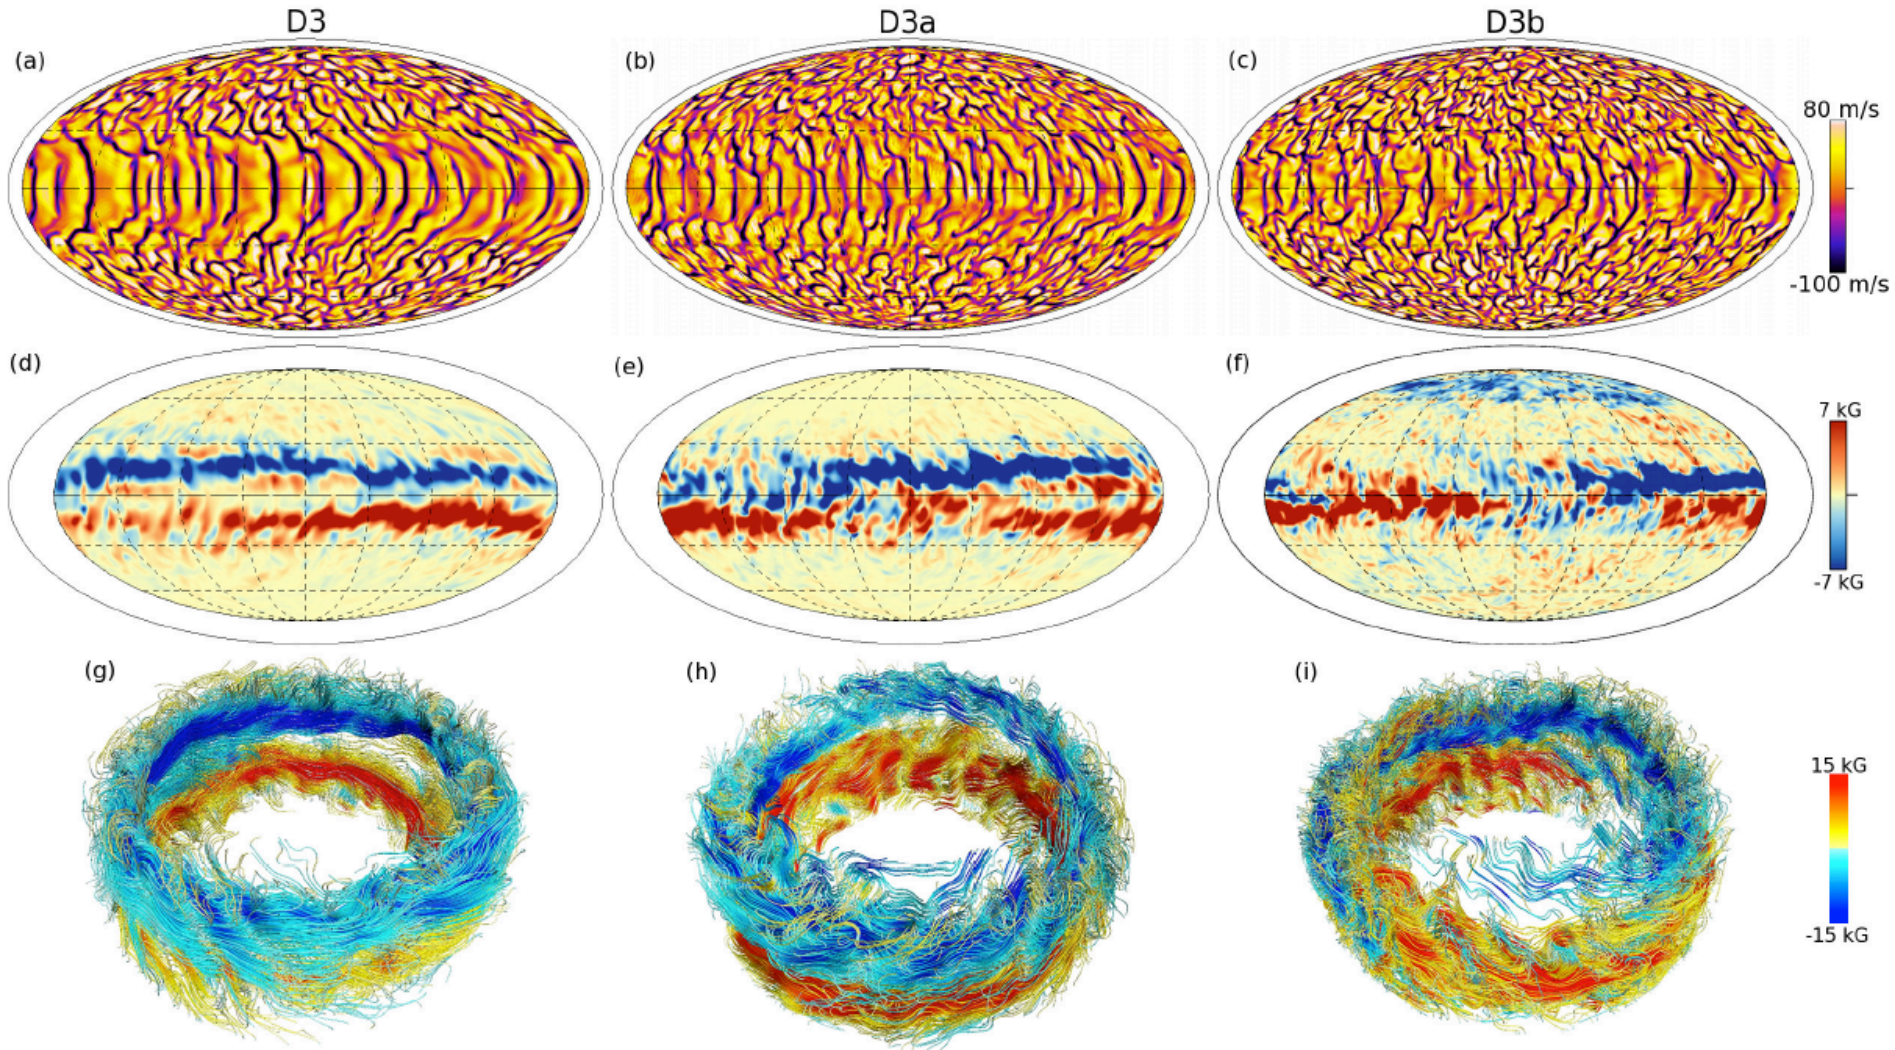 D3 D3a D3b
(a) (b) (c)
80 m/s
-100 m/s
(d) (e) (f)
7 kG
-7 kG
(g) (h) (i)
15 kG
-15 kG